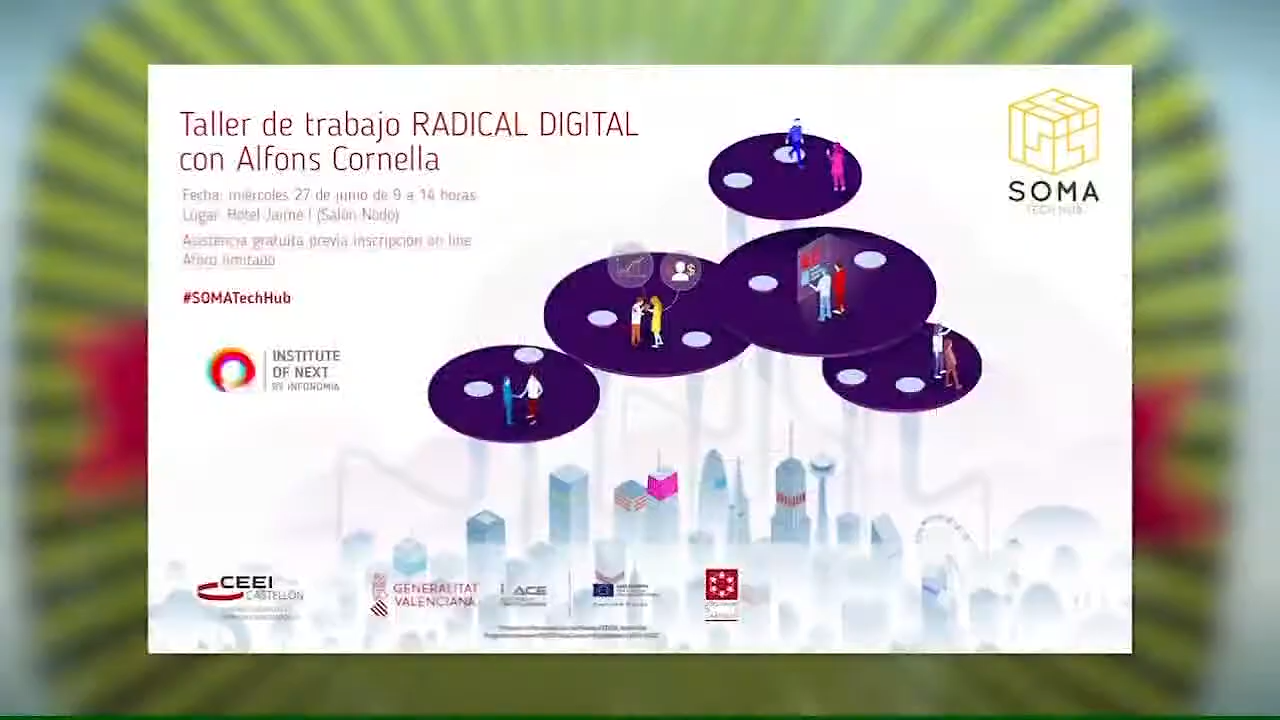 Taller de trabajo RADICAL DIGITAL
con Alfons Cornella
Fecha: miércoles 27 de junio de 9 a 14 horas
Lugar: Hotel Jaime I (Salón Nodo)
Asistencia gratuita previa inscripción on line
Aforo limitado
#SOMATechHub
INSTITUTE
OF NEXT
BY INFONOMIA
SOMA
TECH HUB
CEEI
CASTELLÓN
GENERALITAT
VALENCIANA